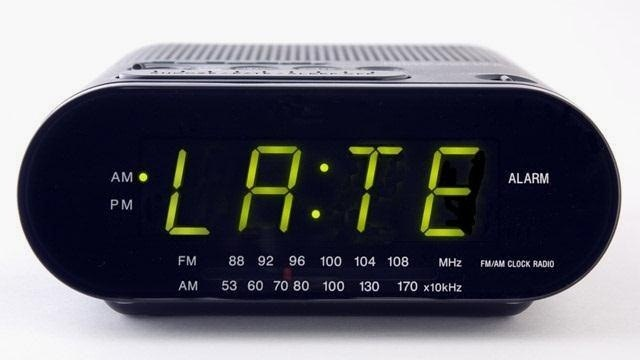 AM LA:TE ALARM
PM
FM 88 92 96 100 104 108 MHz FM/AM CLOCK RADIO
AM 53 60 70 80 100 130 170 x10kHz